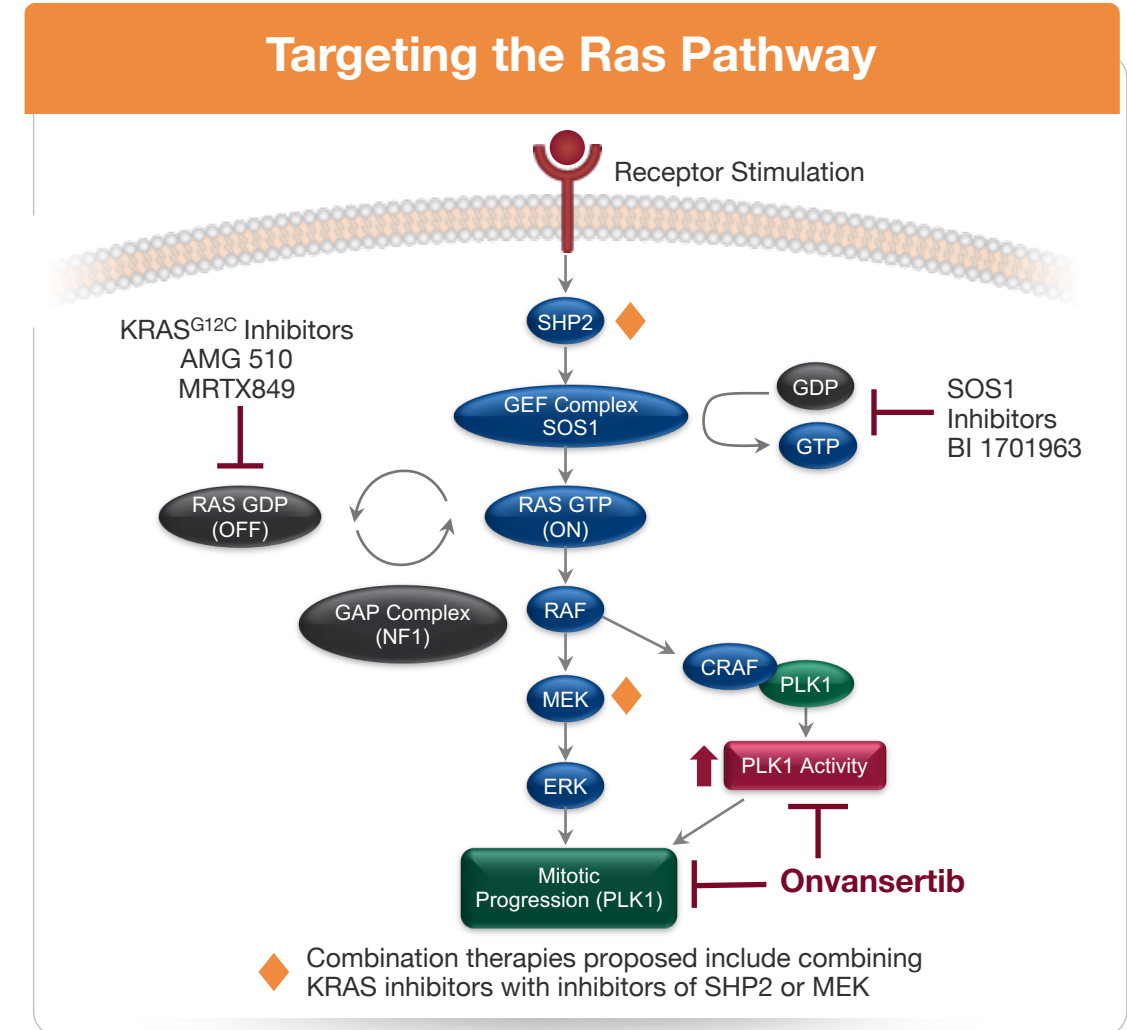 Targeting the Ras Pathway
Receptor Stimulation
SHP2
KRASG12C Inhibitors
AMG 510
MRTX849
GEF Complex
SOS1
GDP
GTP
SOS1
Inhibitors
BI 1701963
RAS GDP
(OFF)
RAS GTP
(ON)
GAP Complex
(NF1)
RAF
CRAF
PLK1
MEK
PLK1 Activity
ERK
Mitotic
Progression (PLK1)
Onvansertib
Combination therapies proposed include combining
KRAS inhibitors with inhibitors of SHP2 or MEK